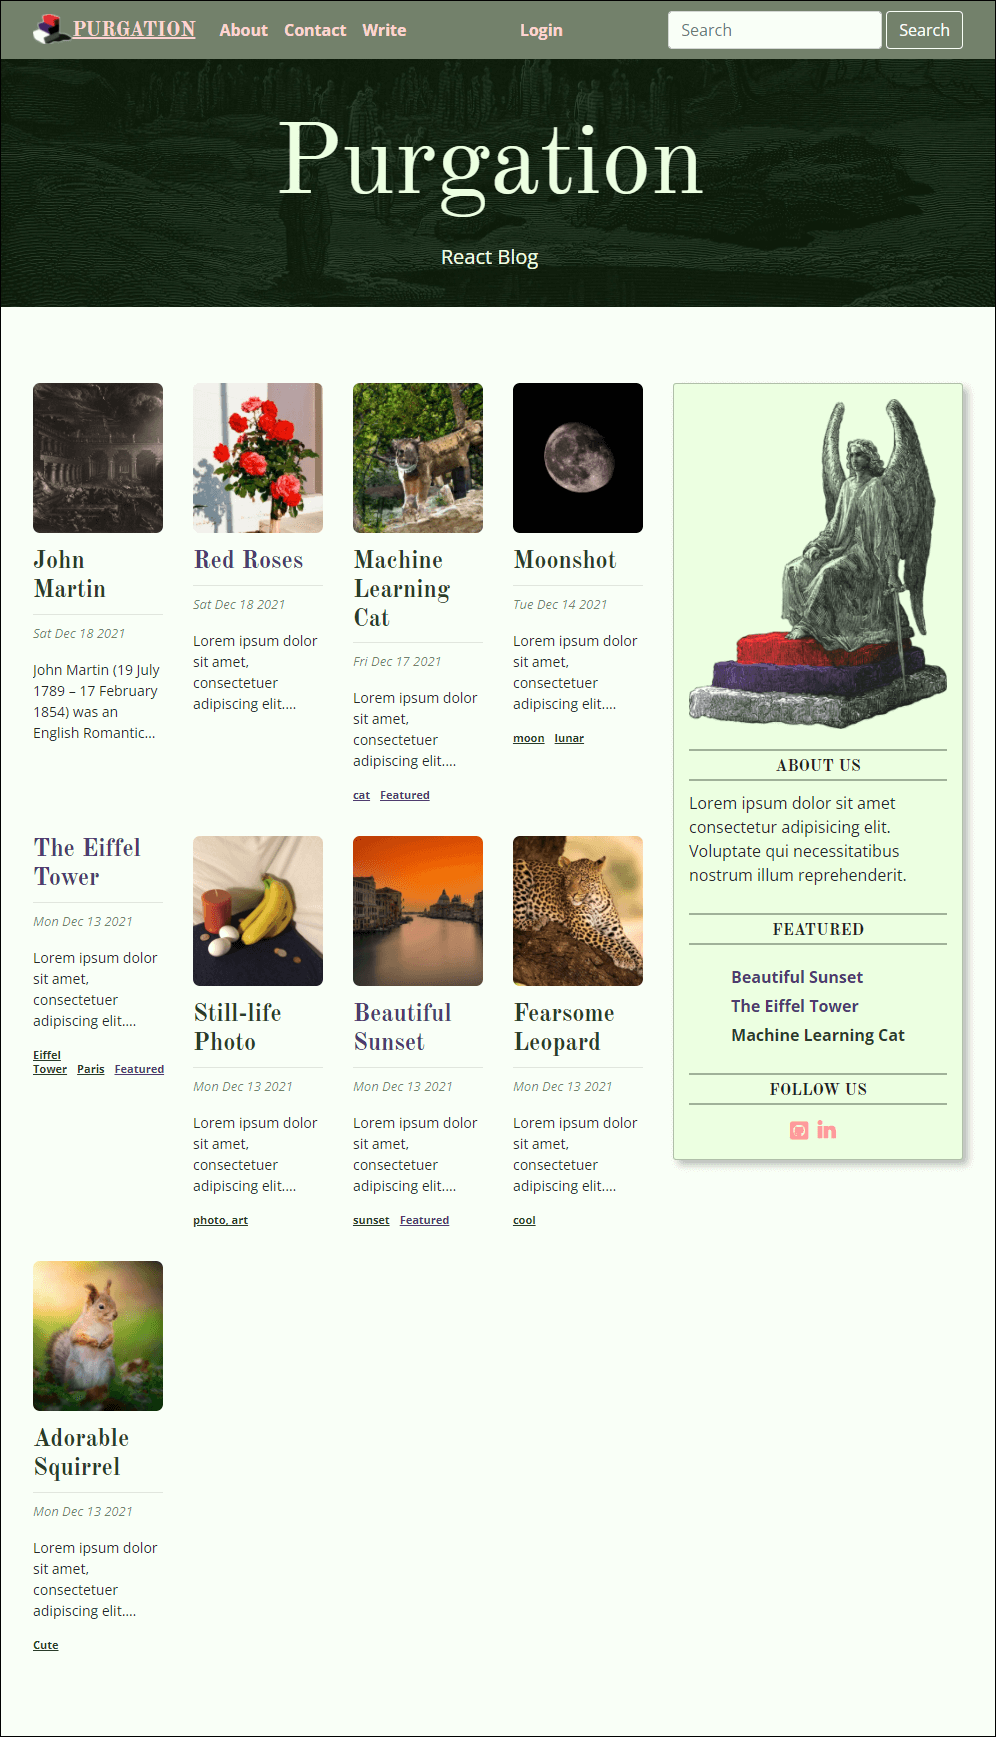 PURGATION About Contact Write Login Search Search
Purgation
React Blog
John
Martin
Sat Dec 18 2021
John Martin (19 July
1789 – 17 February
1854) was an
English Romantic...
Red Roses
Sat Dec 18 2021
Lorem ipsum dolor
sit amet,
consectetuer
adipiscing elit....
Machine
Learning
Cat
Fri Dec 17 2021
Lorem ipsum dolor
sit amet,
consectetuer
adipiscing elit....
cat Featured
Moonshot
Tue Dec 14 2021
Lorem ipsum dolor
sit amet,
consectetuer
adipiscing elit....
moon lunar
The Eiffel
Tower
Mon Dec 13 2021
Lorem ipsum dolor
sit amet,
consectetuer
adipiscing elit....
Eiffel
Tower Paris Featured
Still-life
Photo
Mon Dec 13 2021
Lorem ipsum dolor
sit amet,
consectetuer
adipiscing elit....
photo, art
Beautiful
Sunset
Mon Dec 13 2021
Lorem ipsum dolor
sit amet,
consectetuer
adipiscing elit....
sunset Featured
Fearsome
Leopard
Mon Dec 13 2021
Lorem ipsum dolor
sit amet,
consectetuer
adipiscing elit....
cool
Adorable
Squirrel
Mon Dec 13 2021
Lorem ipsum dolor
sit amet,
consectetuer
adipiscing elit....
Cute
ABOUT US
Lorem ipsum dolor sit amet
consectetur adipisicing elit.
Voluptate qui necessitatibus
nostrum illum reprehenderit.
FEATURED
Beautiful Sunset
The Eiffel Tower
Machine Learning Cat
FOLLOW US
in